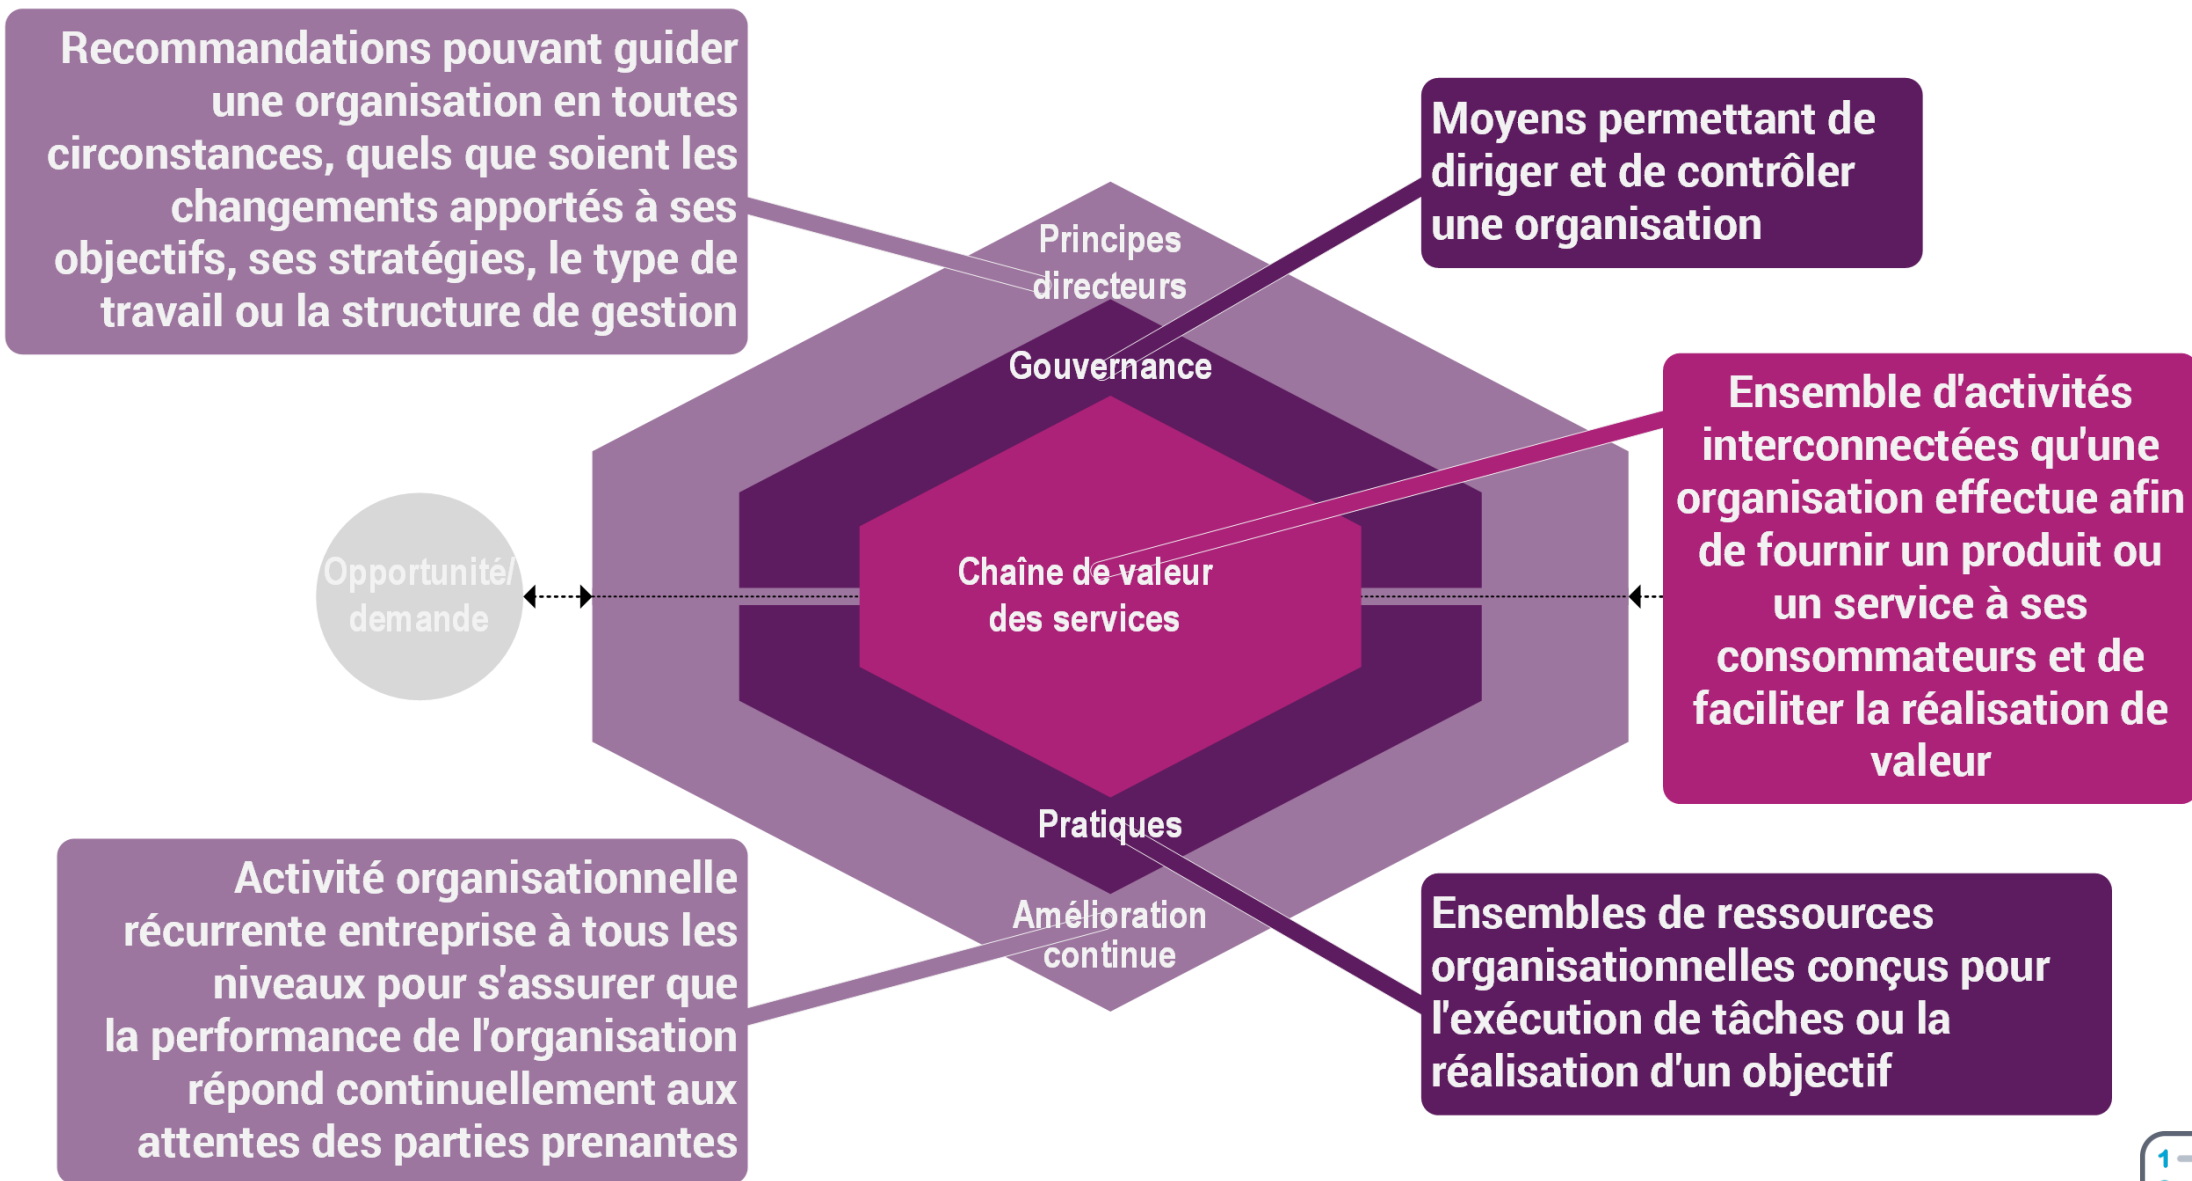 Recommandations pouvant guider
une organisation en toutes
circonstances, quels que soient les
changements apportés à ses
objectifs, ses stratégies, le type de
travail ou la structure de gestion
Moyens permettant de
diriger et de contrôler
une organisation
Principes
directeurs
Gouvernance
Ensemble d'activités
interconnectées qu'une
organisation effectue afin
de fournir un produit ou
un service à ses
consommateurs et de
faciliter la réalisation de
valeur
Opportunité/
demande
Chaîne de valeur
des services
Pratiques
Amélioration
continue
Activité organisationnelle
récurrente entreprise à tous les
niveaux pour s'assurer que
la performance de l'organisation
répond continuellement aux
attentes des parties prenantes
Ensembles de ressources
organisationnelles conçus pour
l'exécution de tâches ou la
réalisation d'un objectif
1